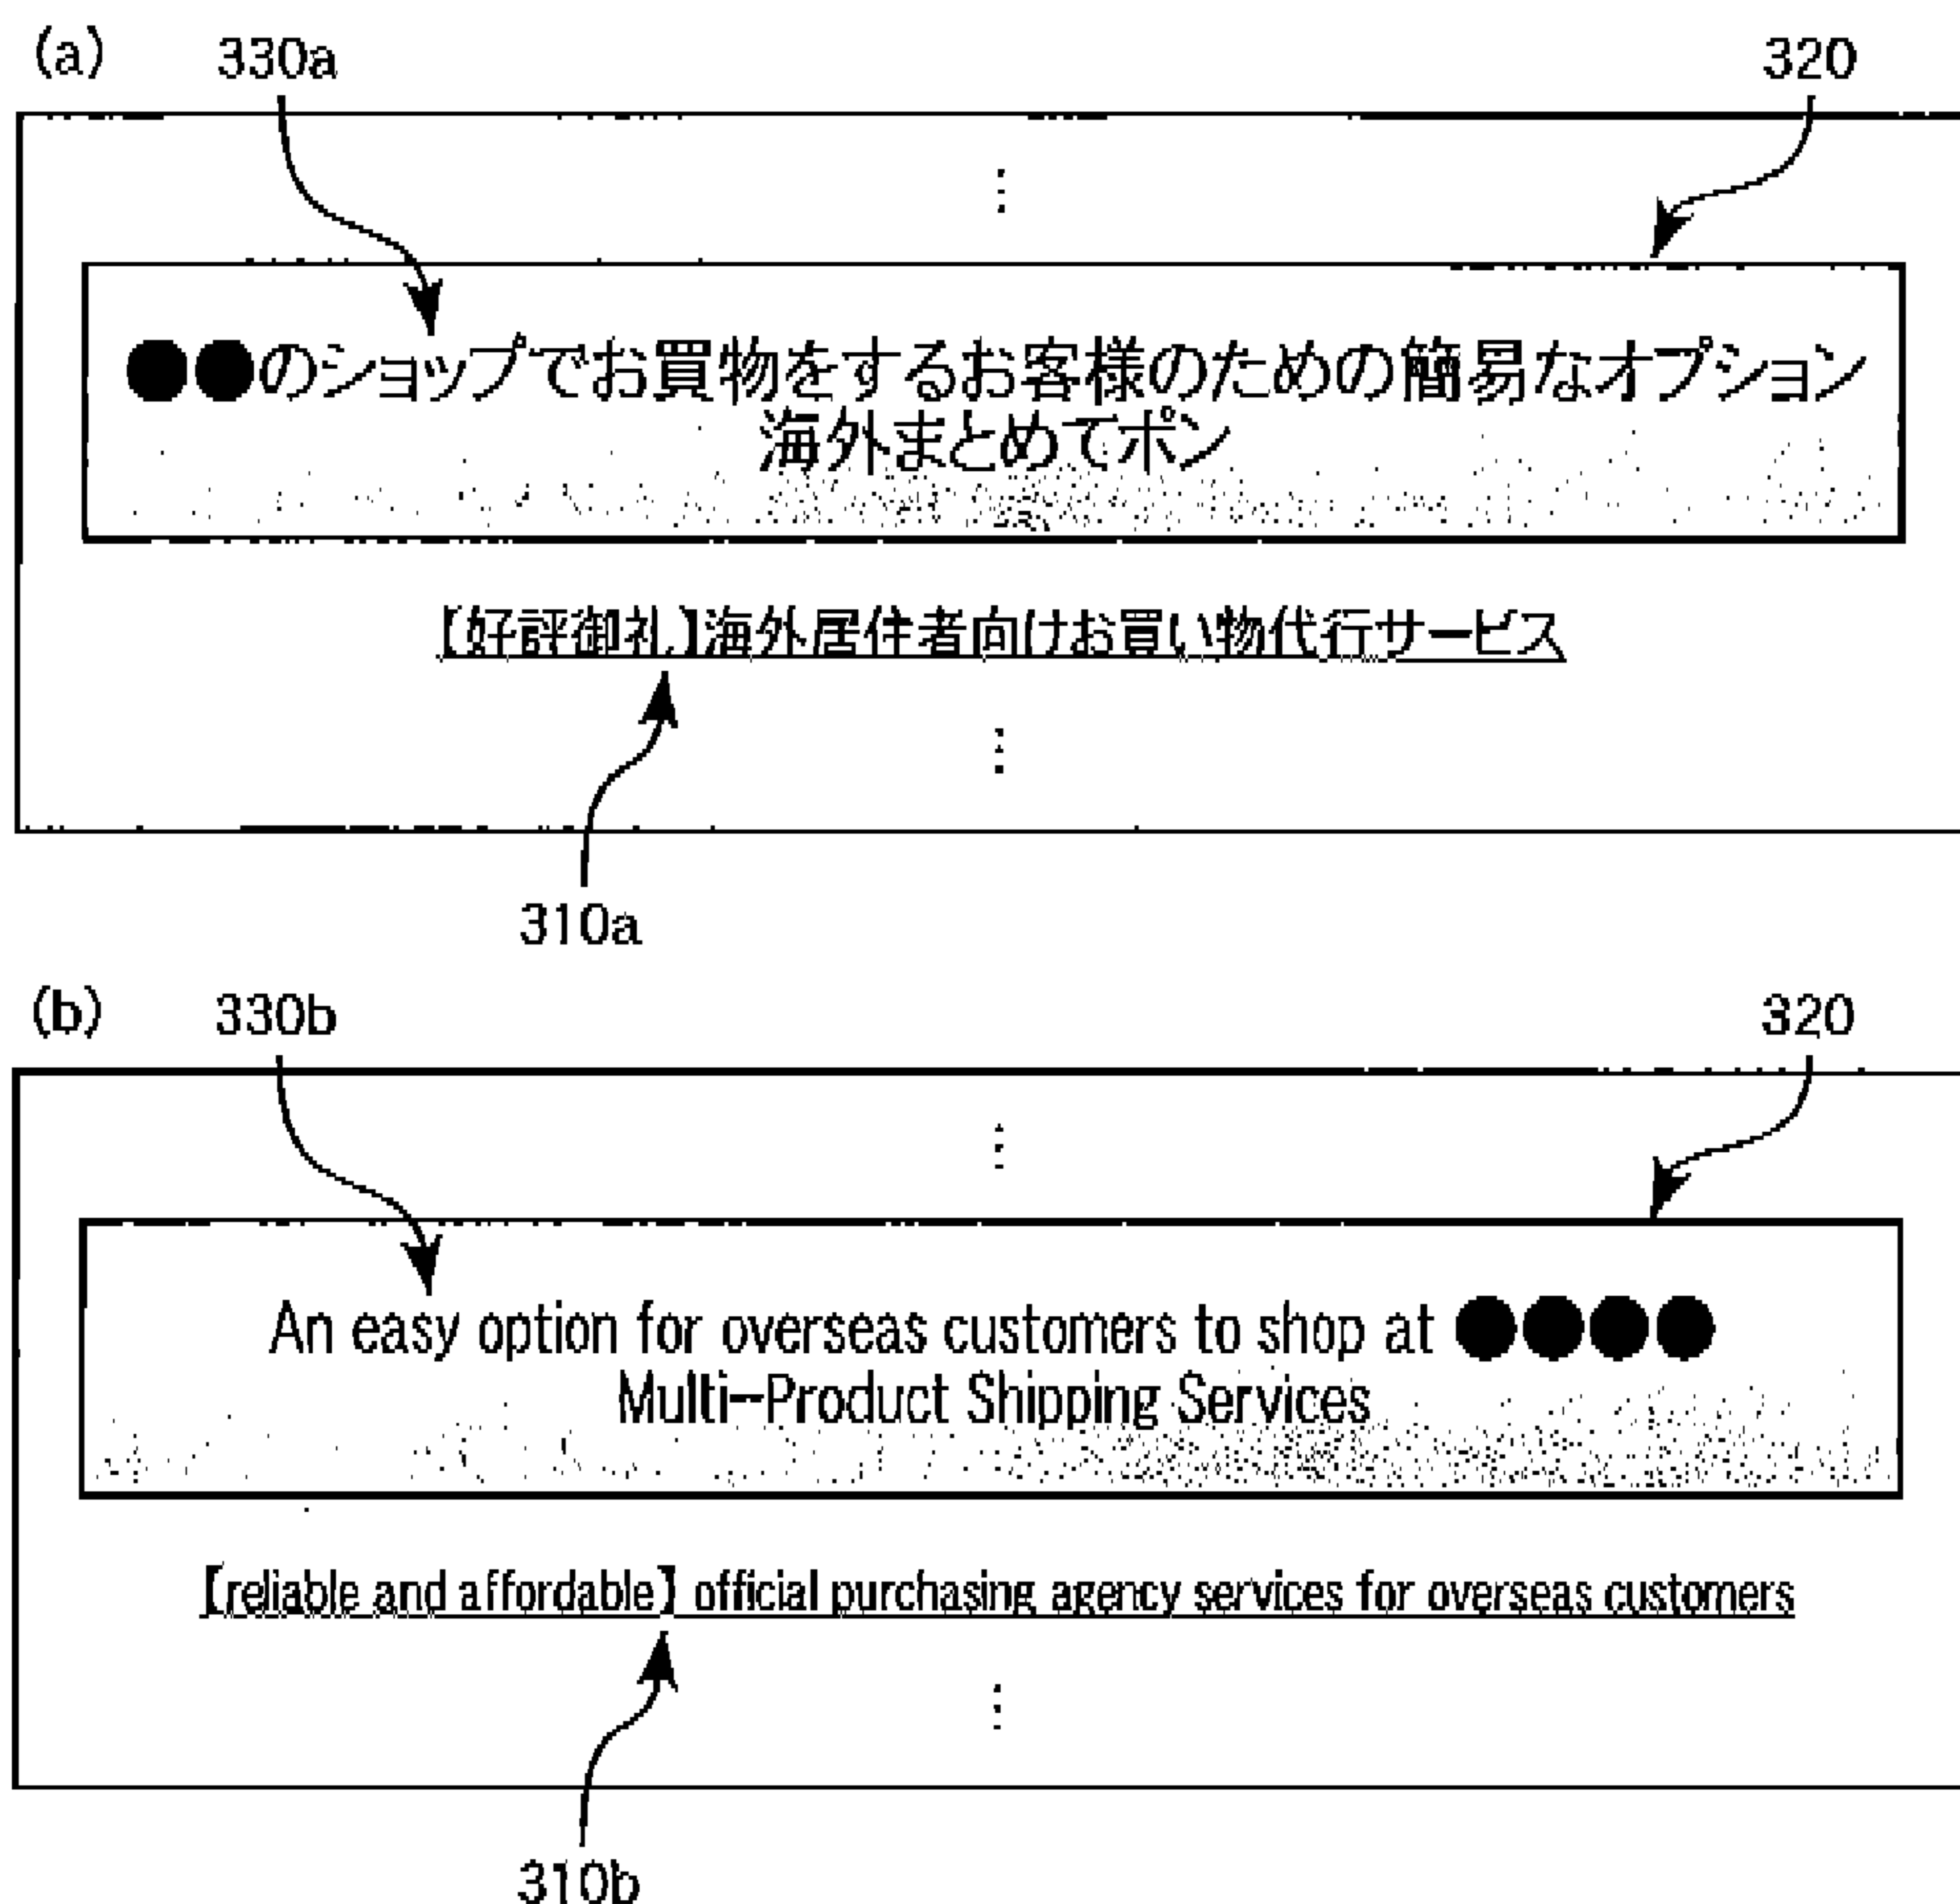 (a) 330a 320
⋮
●●のショップでお買物をするお客様のための簡易なオプション
海外まとめてポン
【好評御礼】海外居住者向けお買い物代行サービス
⋮
310a
(b) 330b 320
⋮
An easy option for overseas customers to shop at ●●●●
Multi-Product Shipping Services
【reliable and affordable】 official purchasing agency services for overseas customers
⋮
310b